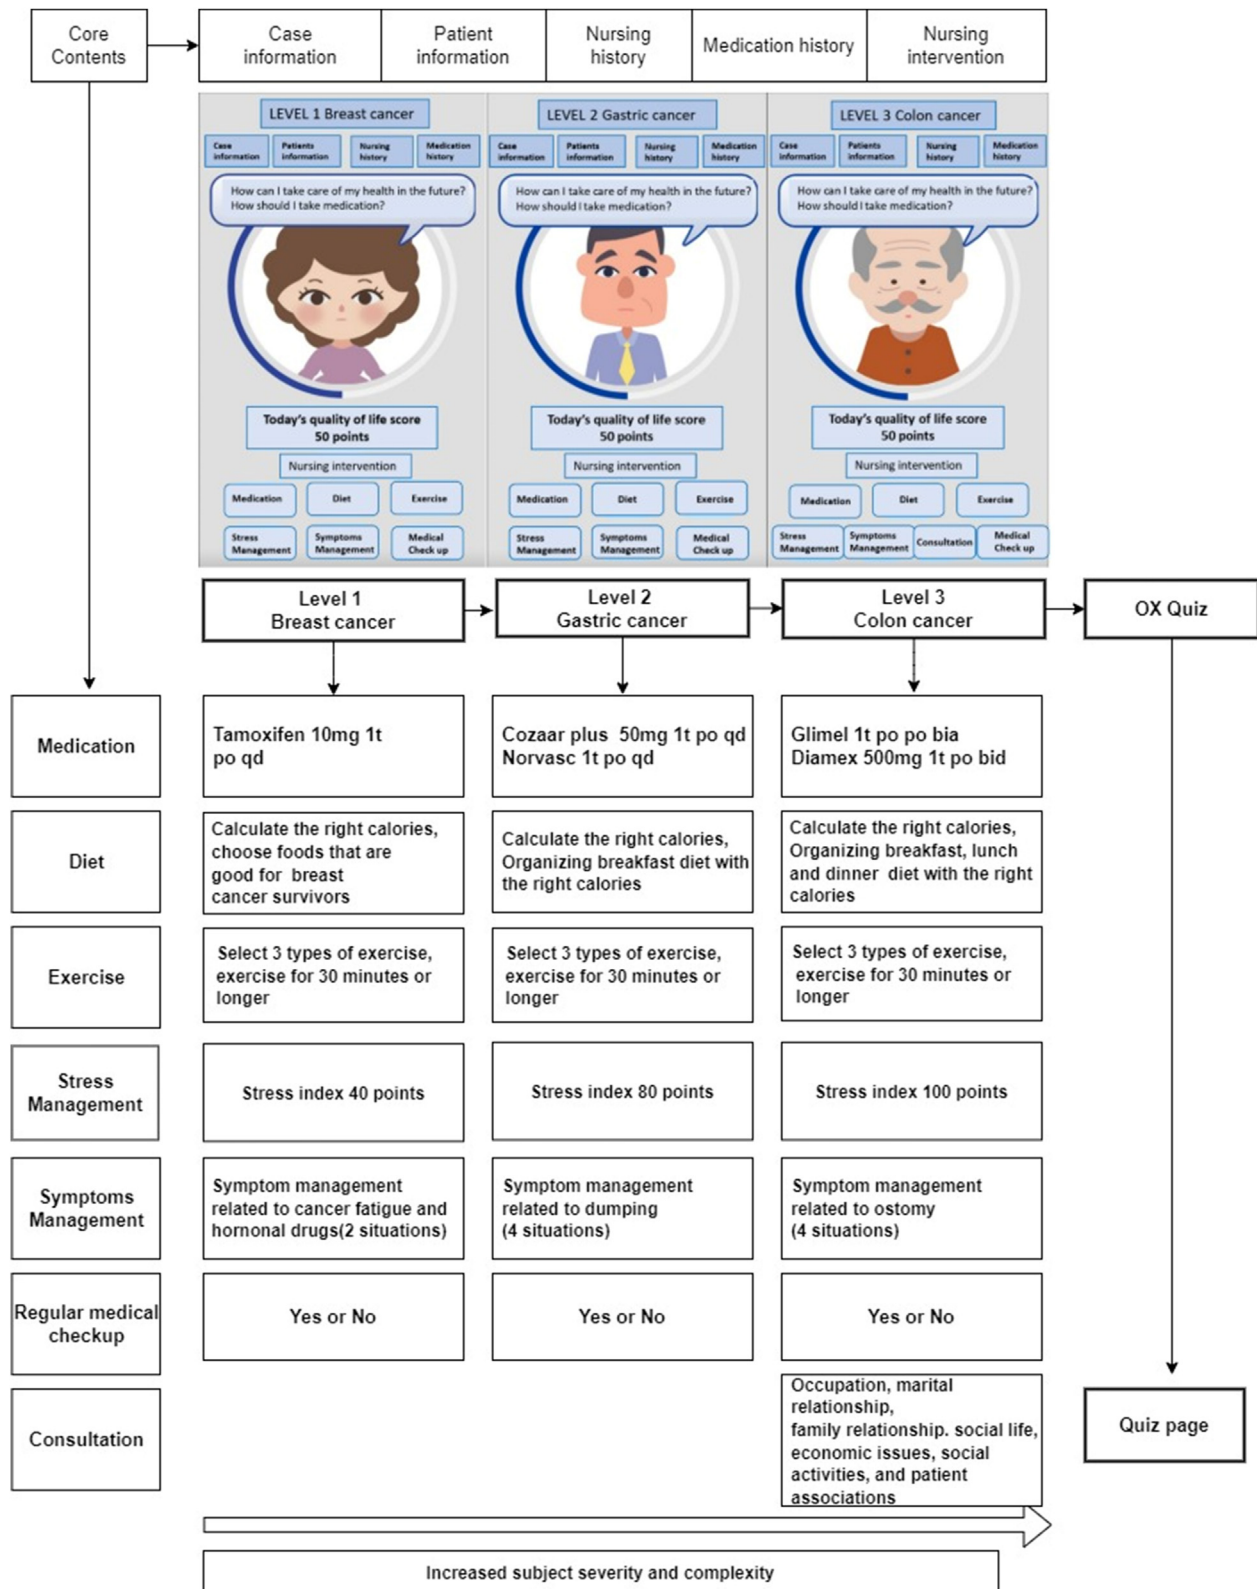 Core
Contents
Case
information
Patient
information
Nursing
history
Medication history
Nursing
intervention
LEVEL 1 Breast cancer
Case
information
Patients
information
Nursing
history
Medication
history
How can I take care of my health in the future?
How should I take medication?
Today's quality of life score
50 points
Nursing intervention
Medication
Diet
Exercise
Stress
Management
Symptoms
Management
Medical
Check up
LEVEL 2 Gastric cancer
Case
information
Patients
information
Nursing
history
Medication
history
How can I take care of my health in the future?
How should I take medication?
Today's quality of life score
50 points
Nursing intervention
Medication
Diet
Exercise
Stress
Management
Symptoms
Management
Medical
Check up
LEVEL 3 Colon cancer
Case
information
Patients
information
Nursing
history
Medication
history
How can I take care of my health in the future?
How should I take medication?
Today's quality of life score
50 points
Nursing intervention
Medication
Diet
Exercise
Stress
Management
Symptoms
Management
Consultation
Medical
Check up
Level 1
Breast cancer
Level 2
Gastric cancer
Level 3
Colon cancer
OX Quiz
Medication
Tamoxifen 10mg 1t
po qd
Cozaar plus 50mg 1t po qd
Norvasc 1t po qd
Glimel 1t po po bia
Diamex 500mg 1t po bid
Diet
Calculate the right calories,
choose foods that are
good for breast
cancer survivors
Calculate the right calories,
Organizing breakfast diet with
the right calories
Calculate the right calories,
Organizing breakfast, lunch
and dinner diet with the right
calories
Exercise
Select 3 types of exercise,
exercise for 30 minutes or
longer
Select 3 types of exercise,
exercise for 30 minutes or
longer
Select 3 types of exercise,
exercise for 30 minutes or
longer
Stress
Management
Stress index 40 points
Stress index 80 points
Stress index 100 points
Symptoms
Management
Symptom management
related to cancer fatigue and
hornonal drugs(2 situations)
Symptom management
related to dumping
(4 situations)
Symptom management
related to ostomy
(4 situations)
Regular medical
checkup
Yes or No
Yes or No
Yes or No
Consultation
Occupation, marital
relationship,
family relationship. social life,
economic issues, social
activities, and patient
associations
Quiz page
Increased subject severity and complexity